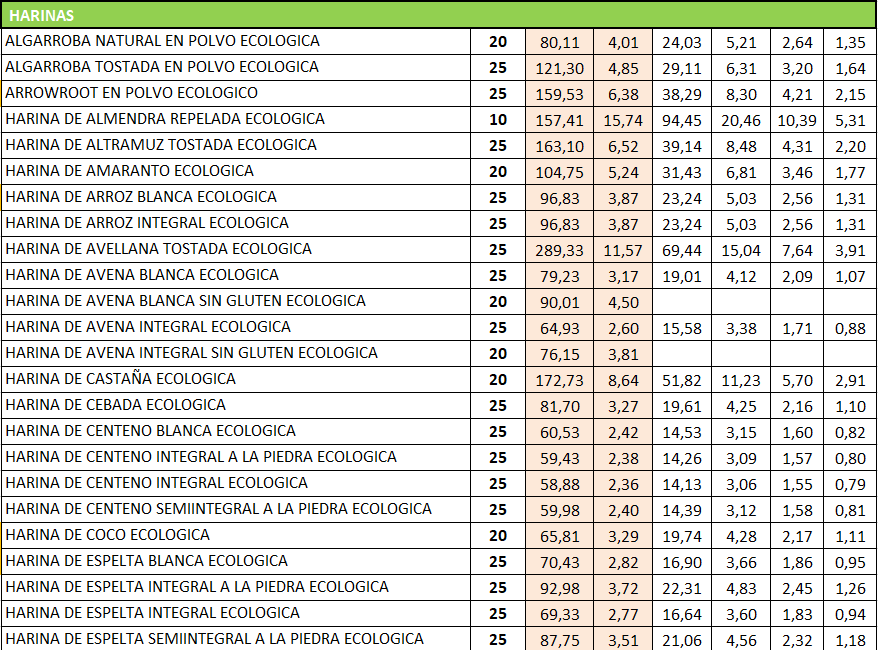 HARINAS
ALGARROBA NATURAL EN POLVO ECOLOGICA 20 80,11 4,01 24,03 5,21 2,64 1,35
ALGARROBA TOSTADA EN POLVO ECOLOGICA 25 121,30 4,85 29,11 6,31 3,20 1,64
ARROWROOT EN POLVO ECOLOGICO 25 159,53 6,38 38,29 8,30 4,21 2,15
HARINA DE ALMENDRA REPELADA ECOLOGICA 10 157,41 15,74 94,45 20,46 10,39 5,31
HARINA DE ALTRAMUZ TOSTADA ECOLOGICA 25 163,10 6,52 39,14 8,48 4,31 2,20
HARINA DE AMARANTO ECOLOGICA 20 104,75 5,24 31,43 6,81 3,46 1,77
HARINA DE ARROZ BLANCA ECOLOGICA 25 96,83 3,87 23,24 5,03 2,56 1,31
HARINA DE ARROZ INTEGRAL ECOLOGICA 25 96,83 3,87 23,24 5,03 2,56 1,31
HARINA DE AVELLANA TOSTADA ECOLOGICA 25 289,33 11,57 69,44 15,04 7,64 3,91
HARINA DE AVENA BLANCA ECOLOGICA 25 79,23 3,17 19,01 4,12 2,09 1,07
HARINA DE AVENA BLANCA SIN GLUTEN ECOLOGICA 20 90,01 4,50
HARINA DE AVENA INTEGRAL ECOLOGICA 25 64,93 2,60 15,58 3,38 1,71 0,88
HARINA DE AVENA INTEGRAL SIN GLUTEN ECOLOGICA 20 76,15 3,81
HARINA DE CASTAÑA ECOLOGICA 20 172,73 8,64 51,82 11,23 5,70 2,91
HARINA DE CEBADA ECOLOGICA 25 81,70 3,27 19,61 4,25 2,16 1,10
HARINA DE CENTENO BLANCA ECOLOGICA 25 60,53 2,42 14,53 3,15 1,60 0,82
HARINA DE CENTENO INTEGRAL A LA PIEDRA ECOLOGICA 25 59,43 2,38 14,26 3,09 1,57 0,80
HARINA DE CENTENO INTEGRAL ECOLOGICA 25 58,88 2,36 14,13 3,06 1,55 0,79
HARINA DE CENTENO SEMIINTEGRAL A LA PIEDRA ECOLOGICA 25 59,98 2,40 14,39 3,12 1,58 0,81
HARINA DE COCO ECOLOGICA 20 65,81 3,29 19,74 4,28 2,17 1,11
HARINA DE ESPELTA BLANCA ECOLOGICA 25 70,43 2,82 16,90 3,66 1,86 0,95
HARINA DE ESPELTA INTEGRAL A LA PIEDRA ECOLOGICA 25 92,98 3,72 22,31 4,83 2,45 1,26
HARINA DE ESPELTA INTEGRAL ECOLOGICA 25 69,33 2,77 16,64 3,60 1,83 0,94
HARINA DE ESPELTA SEMIINTEGRAL A LA PIEDRA ECOLOGICA 25 87,75 3,51 21,06 4,56 2,32 1,18